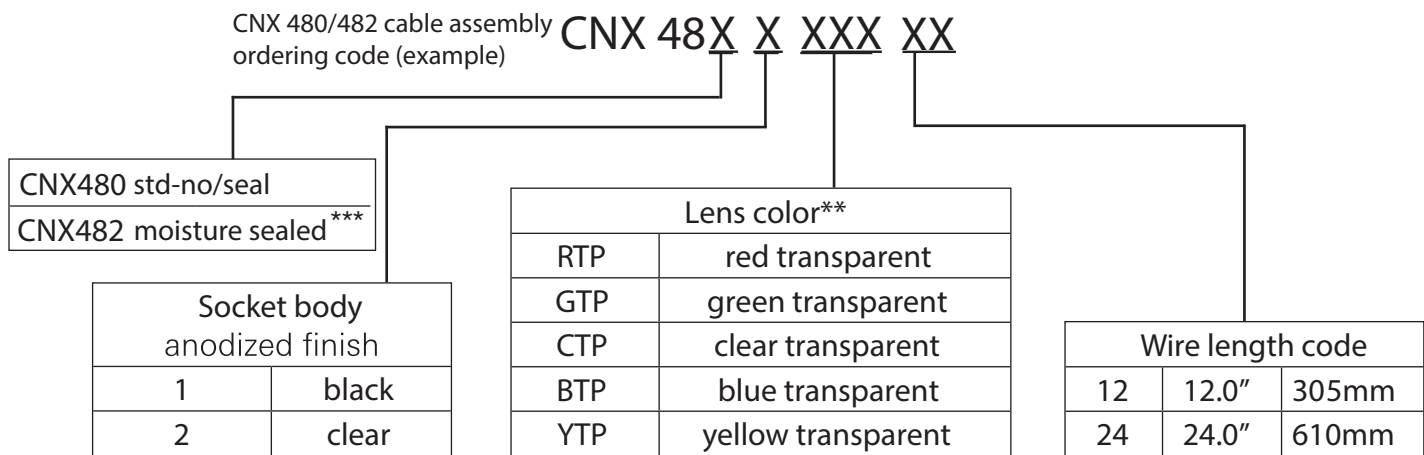 CNX 480/482 cable assembly
ordering code (example)
CNX 48X X XXX XX
CNX480 std-no/seal
CNX482 moisture sealed***
Socket body
anodized finish
1 black
2 clear
Lens color**
RTP red transparent
GTP green transparent
CTP clear transparent
BTP blue transparent
YTP yellow transparent
Wire length code
12 12.0” 305mm
24 24.0” 610mm